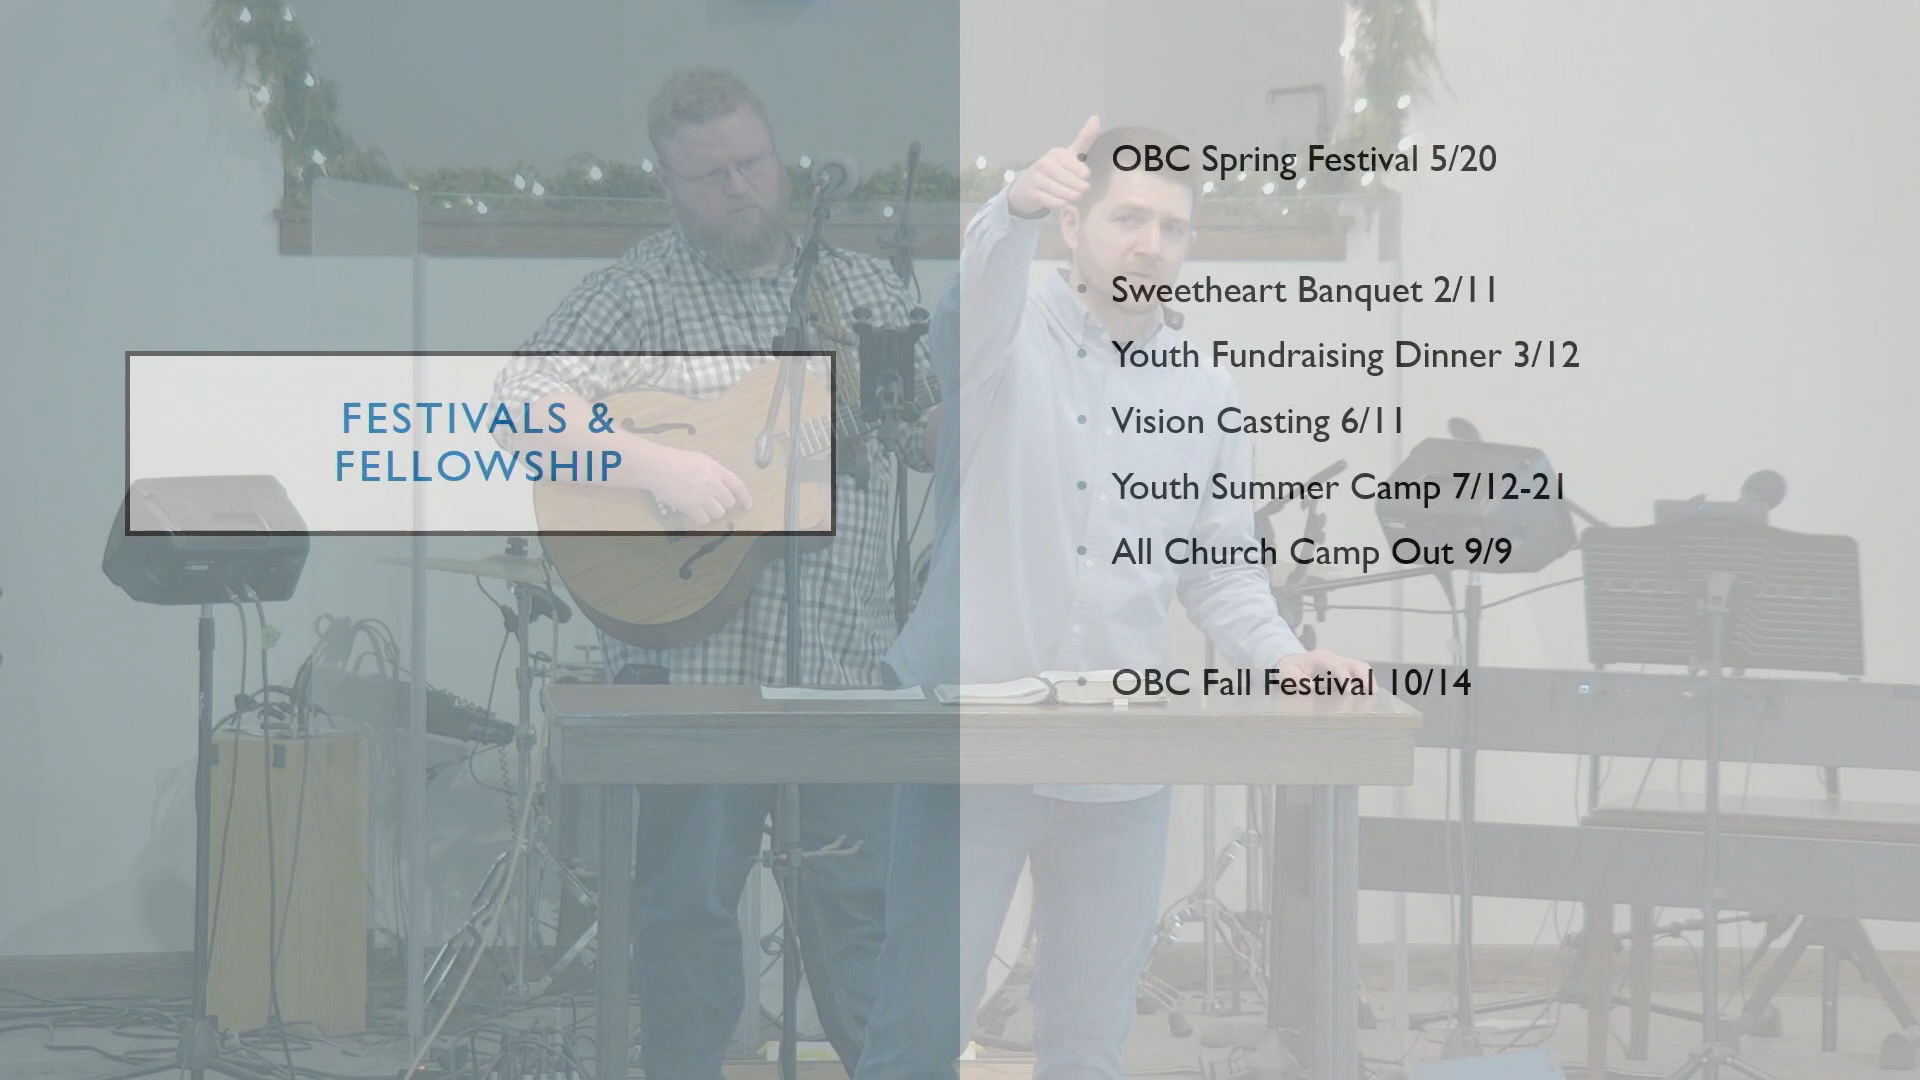 FESTIVALS &
FELLOWSHIP
• OBC Spring Festival 5/20
• Sweetheart Banquet 2/11
• Youth Fundraising Dinner 3/12
• Vision Casting 6/11
• Youth Summer Camp 7/12-21
• All Church Camp Out 9/9
• OBC Fall Festival 10/14